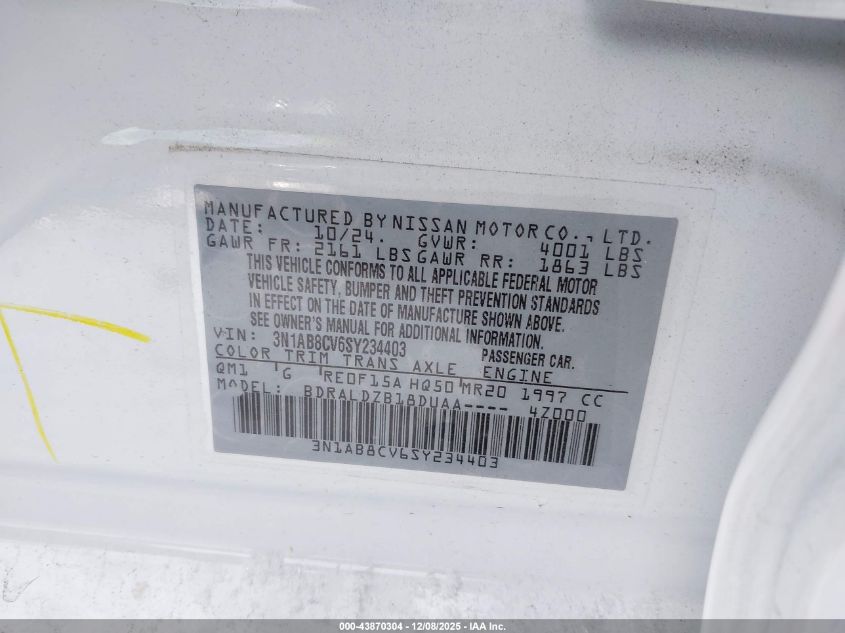 MANUFACTURED BY NISSAN MOTOR CO., LTD.
DATE: 10/24. GVWR: 4001 LBS
GAWR FR: 2161 LBS GAWR RR: 1863 LBS
THIS VEHICLE CONFORMS TO ALL APPLICABLE FEDERAL MOTOR
VEHICLE SAFETY, BUMPER AND THEFT PREVENTION STANDARDS
IN EFFECT ON THE DATE OF MANUFACTURE SHOWN ABOVE.
SEE OWNER'S MANUAL FOR ADDITIONAL INFORMATION.
VIN: 3N1AB8CV6SY234403 PASSENGER CAR.
COLOR TRIM TRANS AXLE ENGINE
QM1 G RE0F15A HQ50 MR20 1997 CC
MODEL: BDRALDZB18DUAA---- 4Z000
3N1AB8CV6SY234403
000-43870304 - 12/08/2025 - IAA Inc.